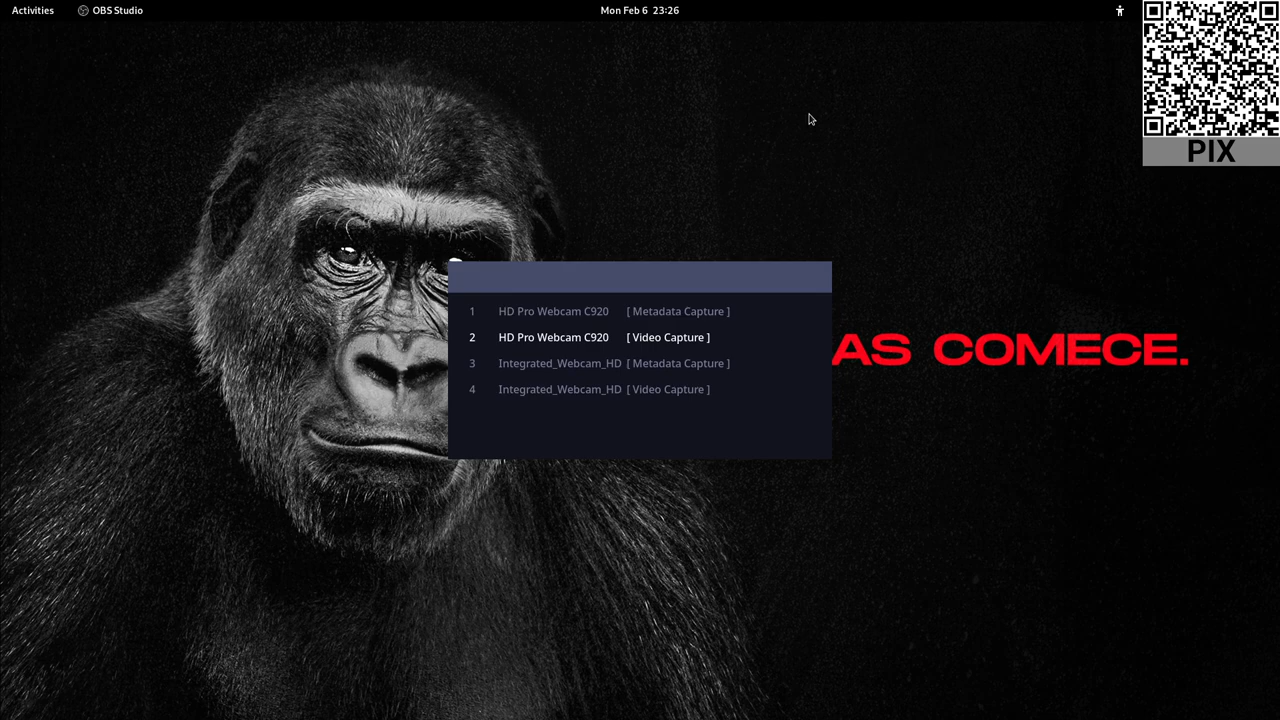 Activities OBS Studio Mon Feb 6 23:26
PIX
1 HD Pro Webcam C920 [ Metadata Capture ]
2 HD Pro Webcam C920 [ Video Capture ]
3 Integrated_Webcam_HD [ Metadata Capture ]
4 Integrated_Webcam_HD [ Video Capture ]
AS COMECE.